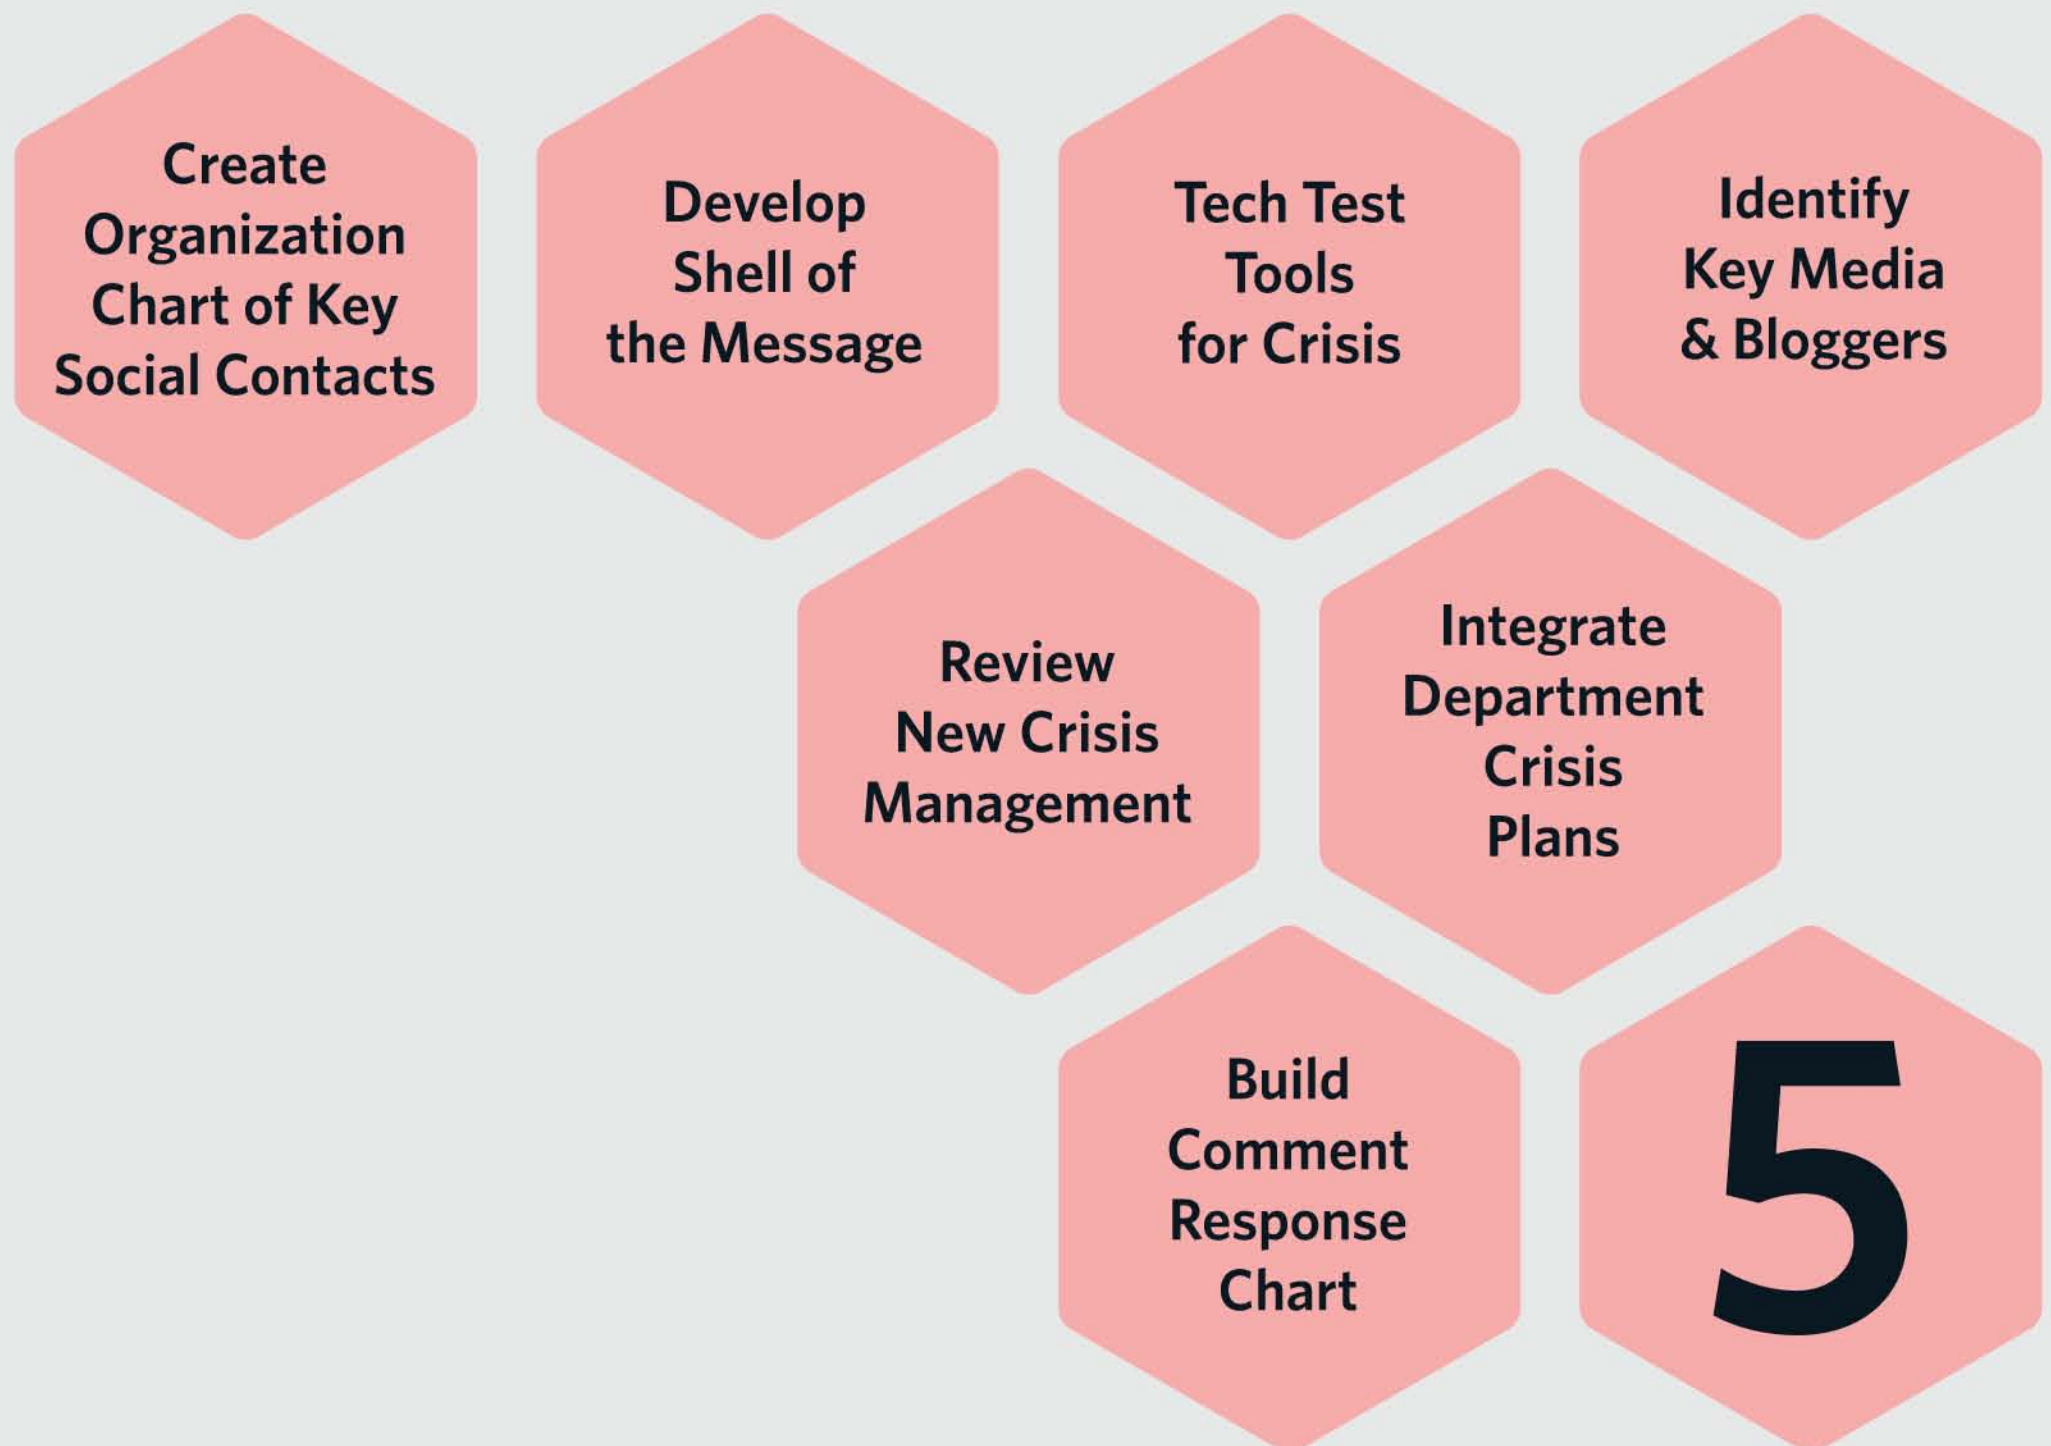 Create
Organization
Chart of Key
Social Contacts
Develop
Shell of
the Message
Tech Test
Tools
for Crisis
Identify
Key Media
& Bloggers
Review
New Crisis
Management
Integrate
Department
Crisis
Plans
Build
Comment
Response
Chart
5